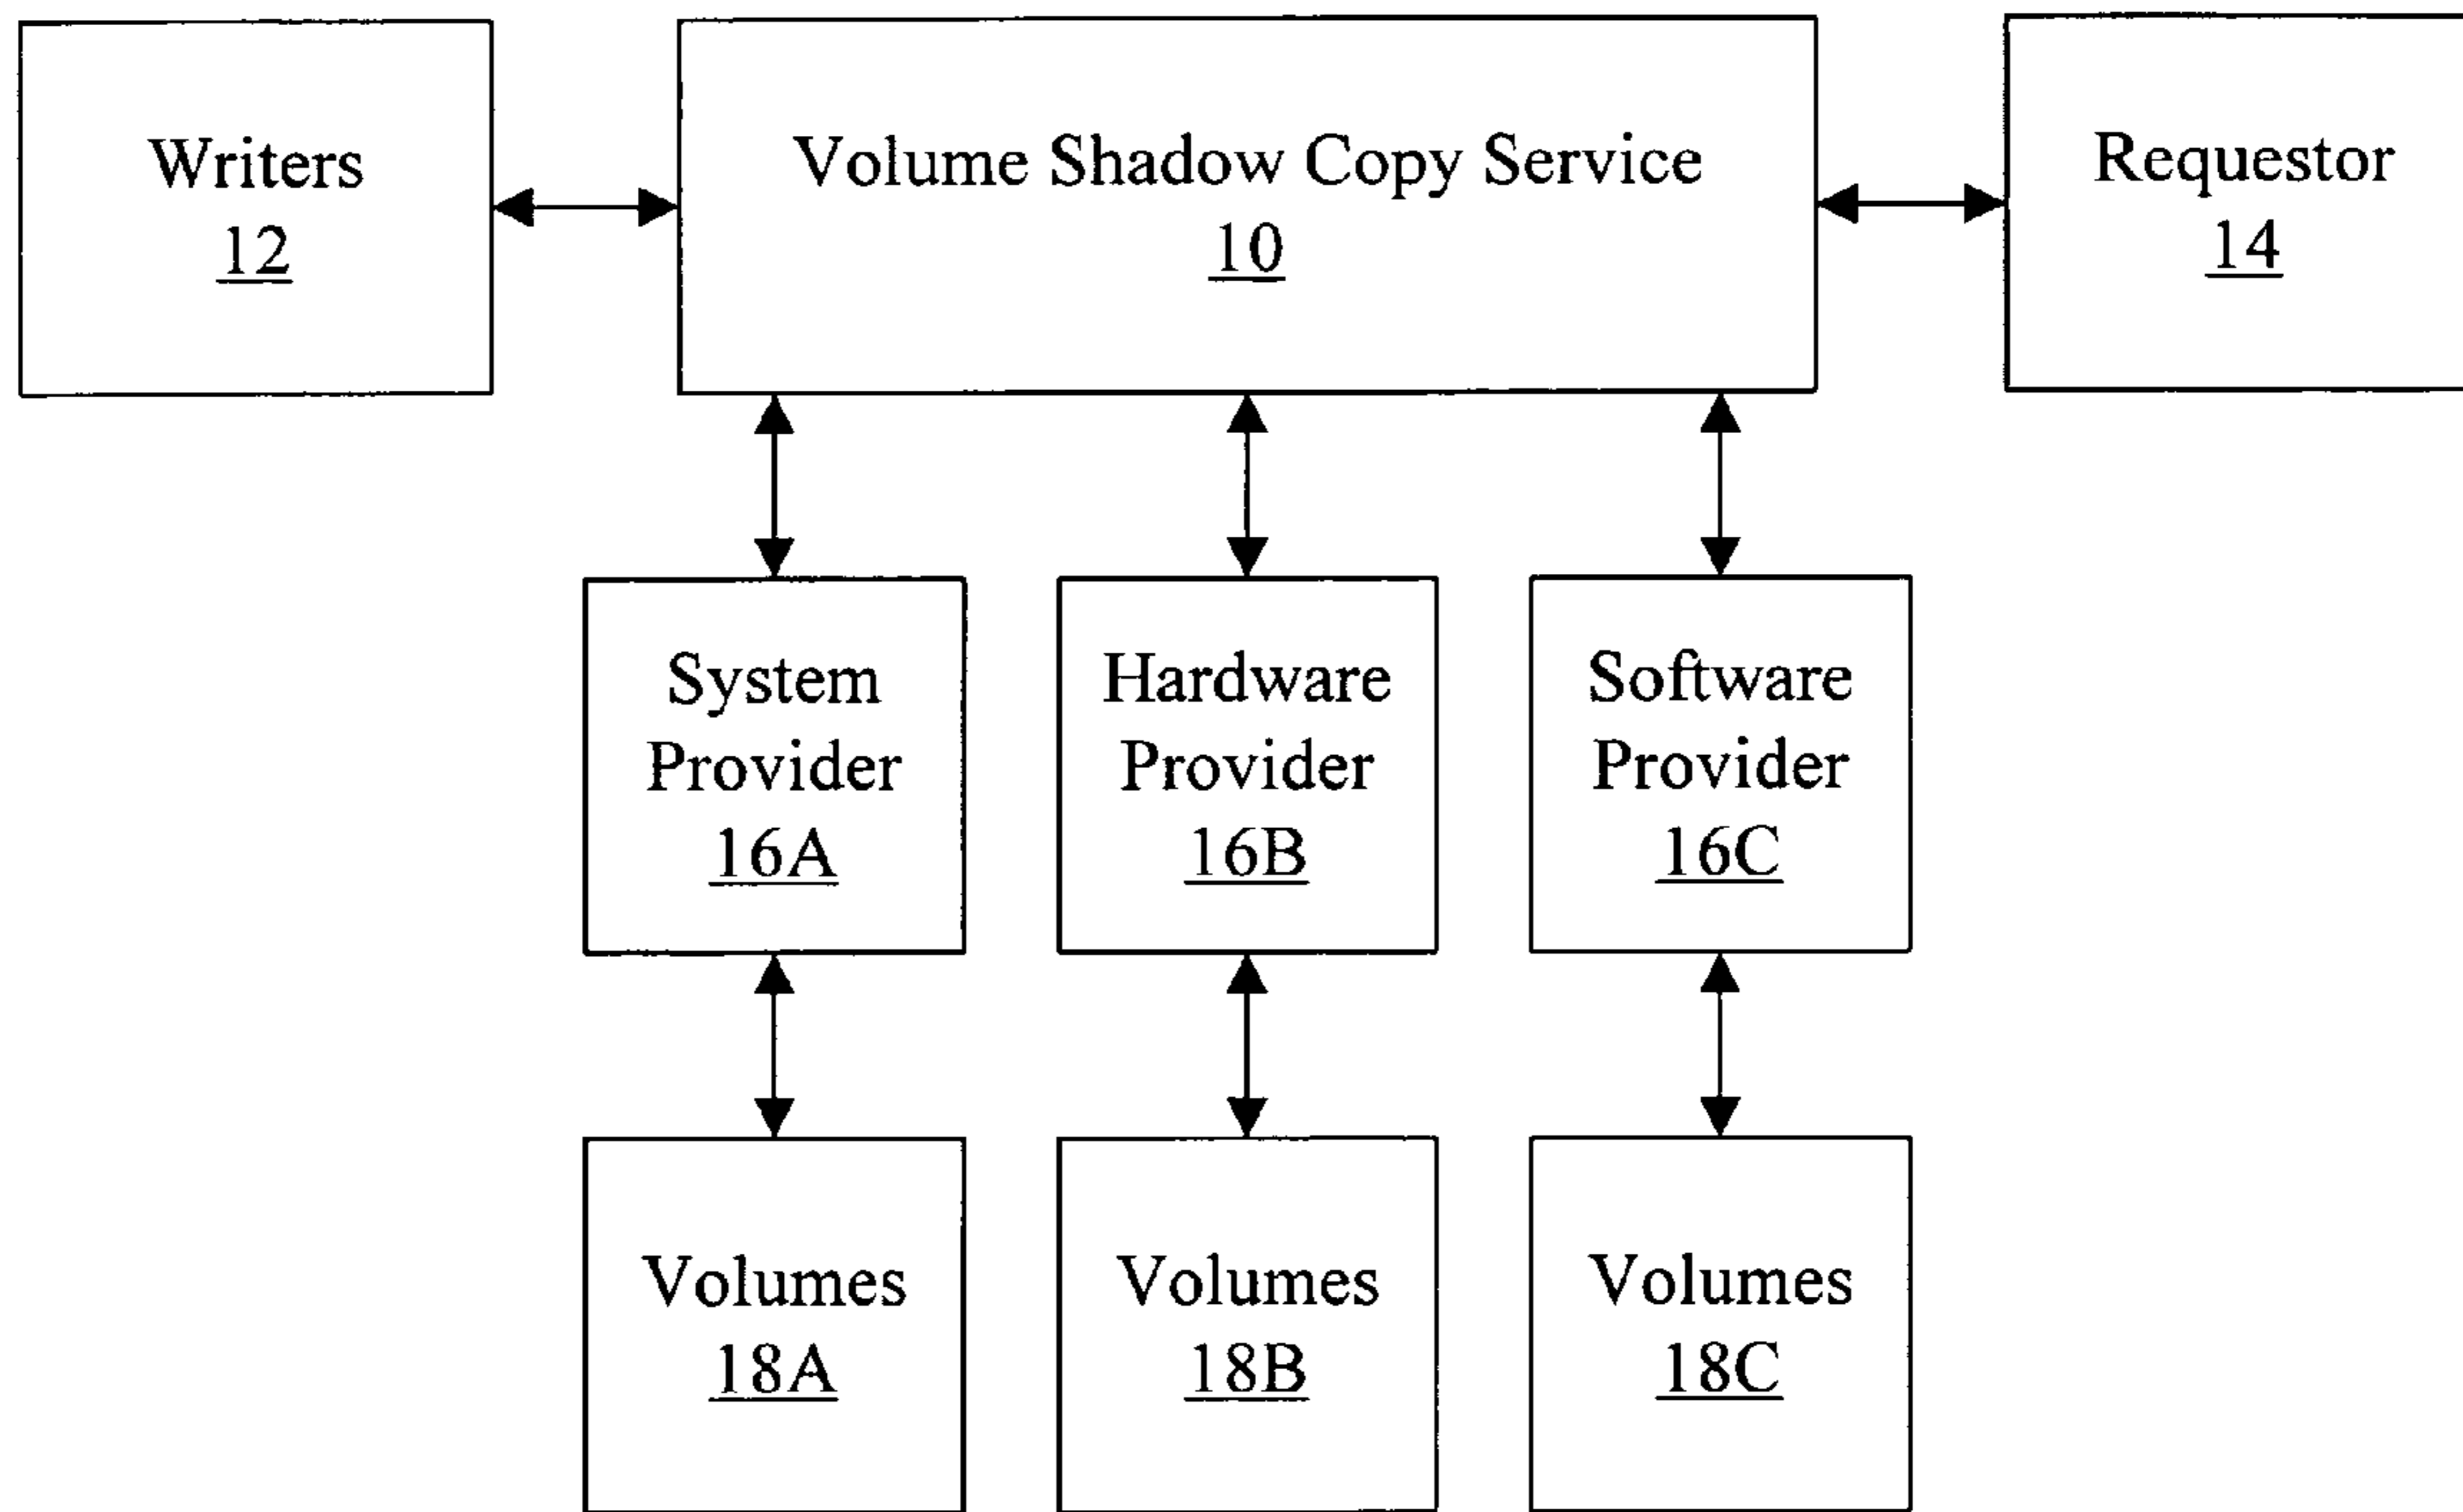 Writers
12
Volume Shadow Copy Service
10
Requestor
14
System
Provider
16A
Hardware
Provider
16B
Software
Provider
16C
Volumes
18A
Volumes
18B
Volumes
18C